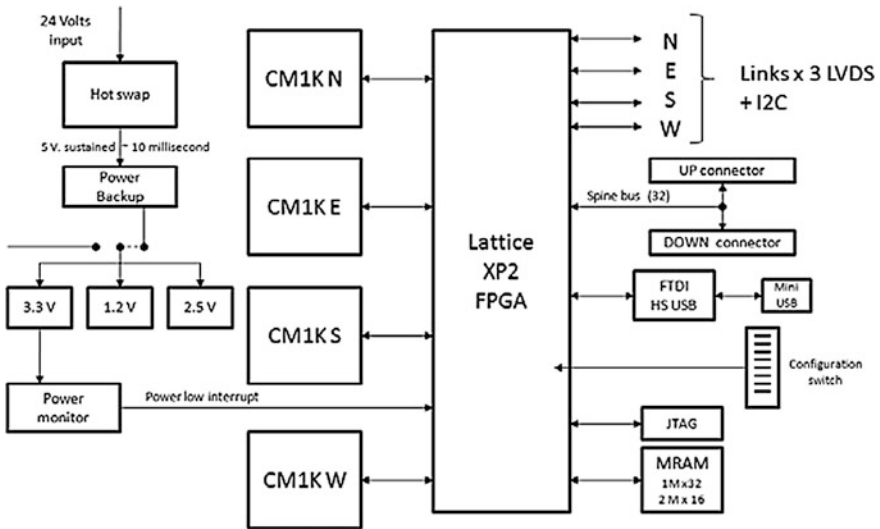 24 Volts
input
Hot swap
5 V. sustained ~ 10 millisecond
Power
Backup
3.3 V
1.2 V
2.5 V
Power
monitor
Power low interrupt
CM1K N
CM1K E
CM1K S
CM1K W
Lattice
XP2
FPGA
N
E
S
W
Links x 3 LVDS
+ I2C
UP connector
Spine bus (32)
DOWN connector
FTDI
HS USB
Mini
USB
Configuration
switch
JTAG
MRAM
1M x32
2 M x 16